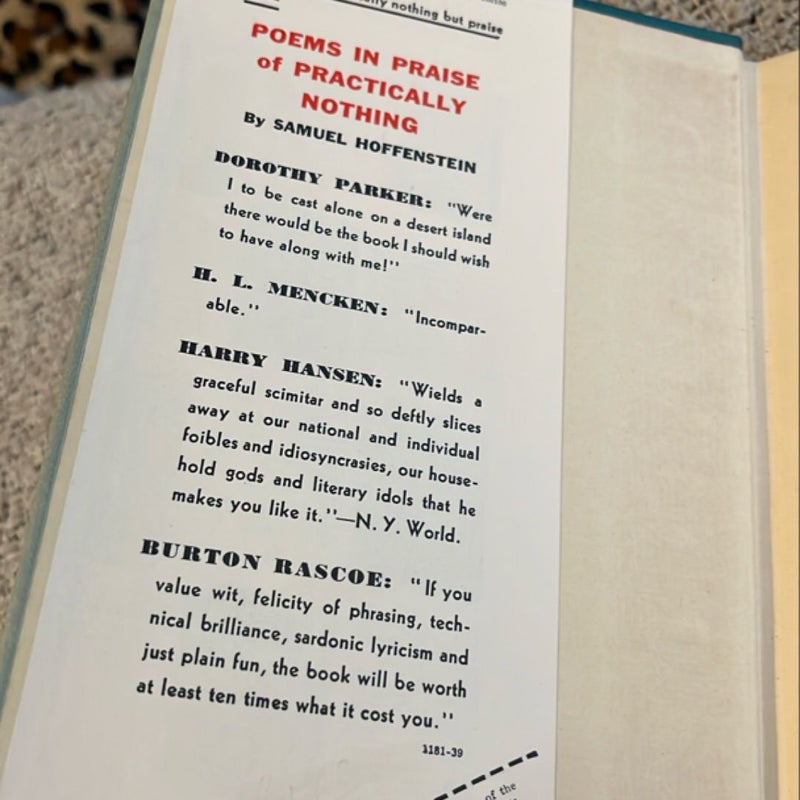 nothing but praise
POEMS IN PRAISE
of PRACTICALLY
NOTHING
By SAMUEL HOFFENSTEIN
DOROTHY PARKER: "Were
I to be cast alone on a desert island
there would be the book I should wish
to have along with me!"
H. L. MENCKEN: "Incompar-
able."
HARRY HANSEN: "Wields a
graceful scimitar and so deftly slices
away at our national and individual
foibles and idiosyncrasies, our house-
hold gods and literary idols that he
makes you like it."—N. Y. World.
BURTON RASCOE: "If you
value wit, felicity of phrasing, tech-
nical brilliance, sardonic lyricism and
just plain fun, the book will be worth
at least ten times what it cost you."
1181-39
of the